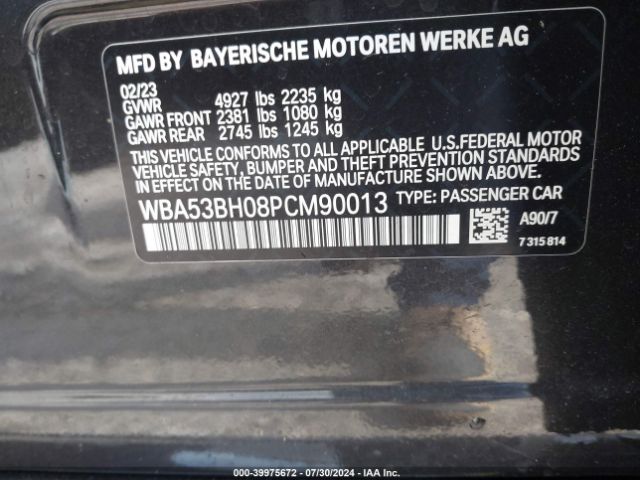 MFD BY BAYERISCHE MOTOREN WERKE AG
02/23
GVWR 4927 lbs 2235 kg
GAWR FRONT 2381 lbs 1080 kg
GAWR REAR 2745 lbs 1245 kg
THIS VEHICLE CONFORMS TO ALL APPLICABLE U.S.FEDERAL MOTOR
VEHICLE SAFETY, BUMPER AND THEFT PREVENTION STANDARDS
IN EFFECT ON THE DATE OF MANUFACTURE SHOWN ABOVE.
WBA53BH08PCM90013 TYPE: PASSENGER CAR
A90/7
7 315 814
000-39975672 - 07/30/2024 - IAA Inc.